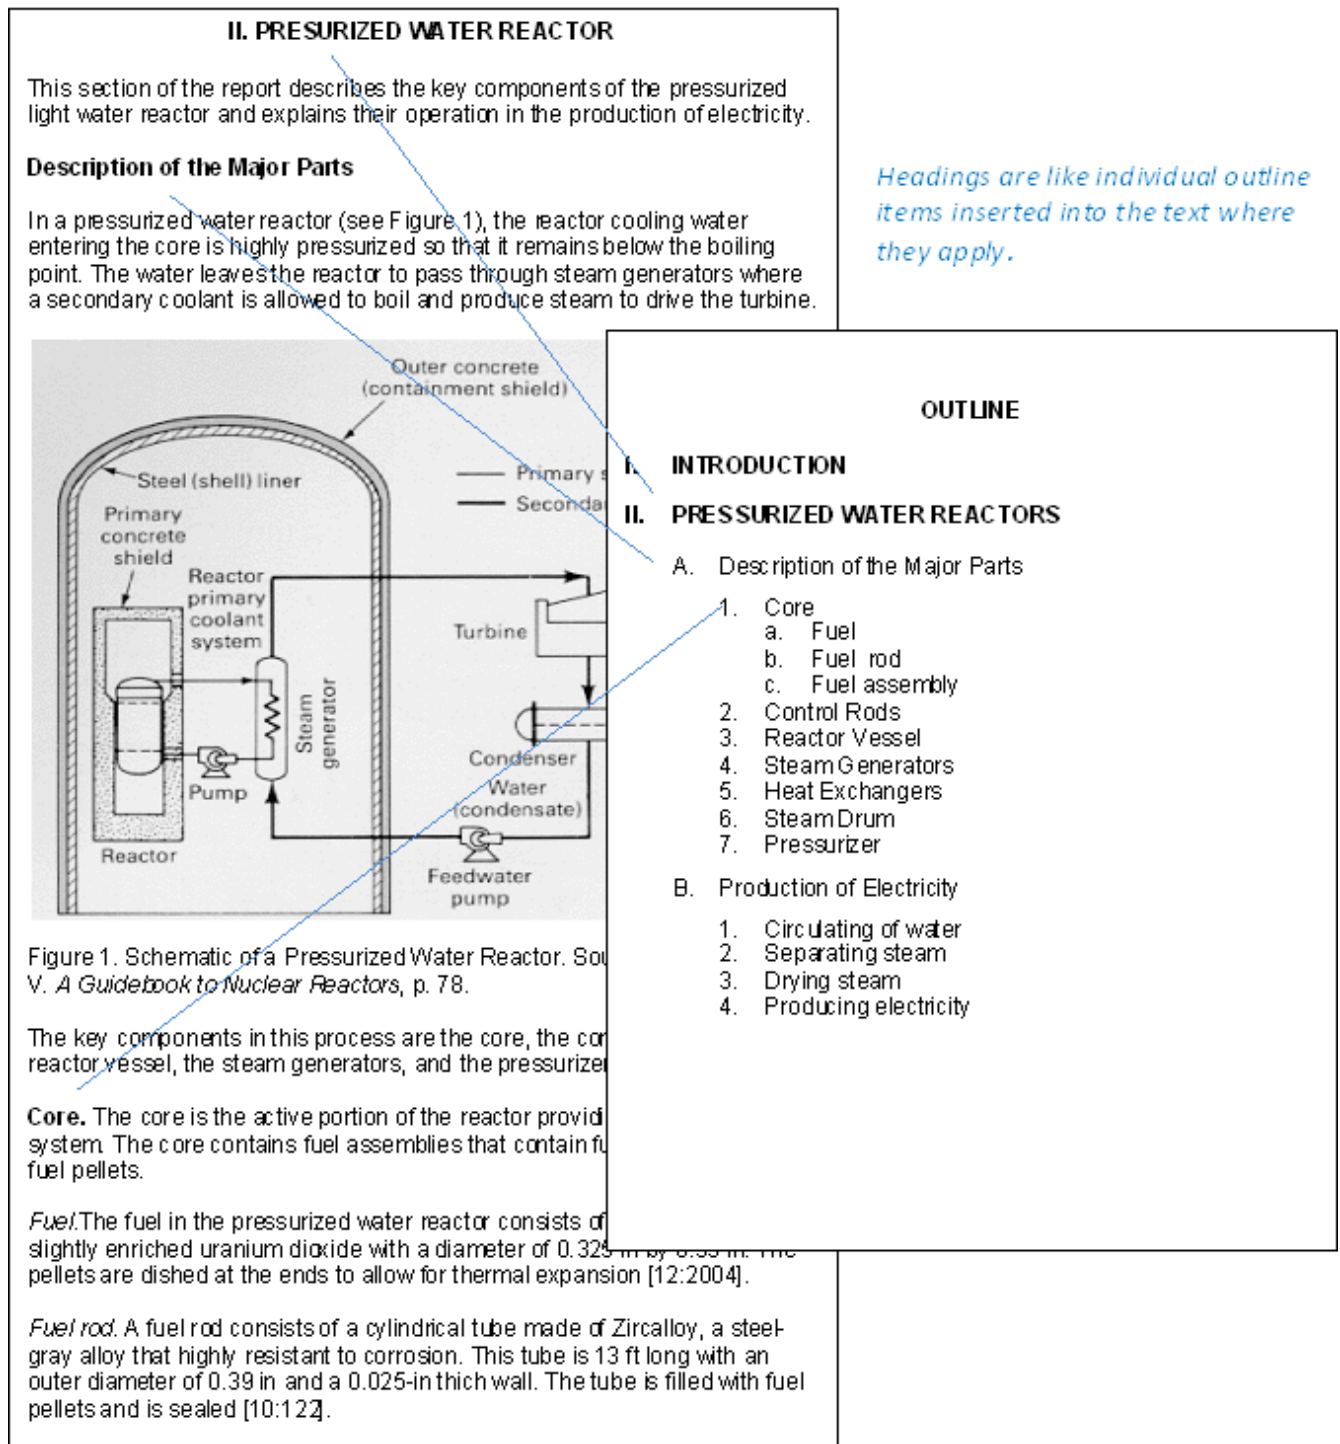 II. PRESURIZED WATER REACTOR
This section of the report describes the key components of the pressurized
light water reactor and explains their operation in the production of electricity.
Description of the Major Parts
In a pressurized water reactor (see Figure 1), the reactor cooling water
entering the core is highly pressurized so that it remains below the boiling
point. The water leaves the reactor to pass through steam generators where
a secondary coolant is allowed to boil and produce steam to drive the turbine.
Outer concrete
(containment shield)
Steel (shell) liner
Primary
concrete
shield
Reactor
primary
coolant
system
Primary s
Seconda
Turbine
Steam
generator
Condenser
Water
(condensate)
Pump
Reactor
Feedwater
pump
Figure 1. Schematic of a Pressurized Water Reactor. Sou
V. A Guidebook to Nuclear Reactors, p. 78.
The key components in this process are the core, the con
reactor vessel, the steam generators, and the pressurizer
Core. The core is the active portion of the reactor providi
system. The core contains fuel assemblies that contain fu
fuel pellets.
Fuel.The fuel in the pressurized water reactor consists of
slightly enriched uranium dioxide with a diameter of 0.325
pellets are dished at the ends to allow for thermal expansion [12:2004].
Fuel rod. A fuel rod consists of a cylindrical tube made of Zircalloy, a steel-
gray alloy that highly resistant to corrosion. This tube is 13 ft long with an
outer diameter of 0.39 in and a 0.025-in thich wall. The tube is filled with fuel
pellets and is sealed [10:122].
Headings are like individual outline
items inserted into the text where
they apply.
OUTLINE
I. INTRODUCTION
II. PRESSURIZED WATER REACTORS
A. Description of the Major Parts
1. Core
a. Fuel
b. Fuel rod
c. Fuel assembly
2. Control Rods
3. Reactor Vessel
4. Steam Generators
5. Heat Exchangers
6. Steam Drum
7. Pressurizer
B. Production of Electricity
1. Circulating of water
2. Separating steam
3. Drying steam
4. Producing electricity